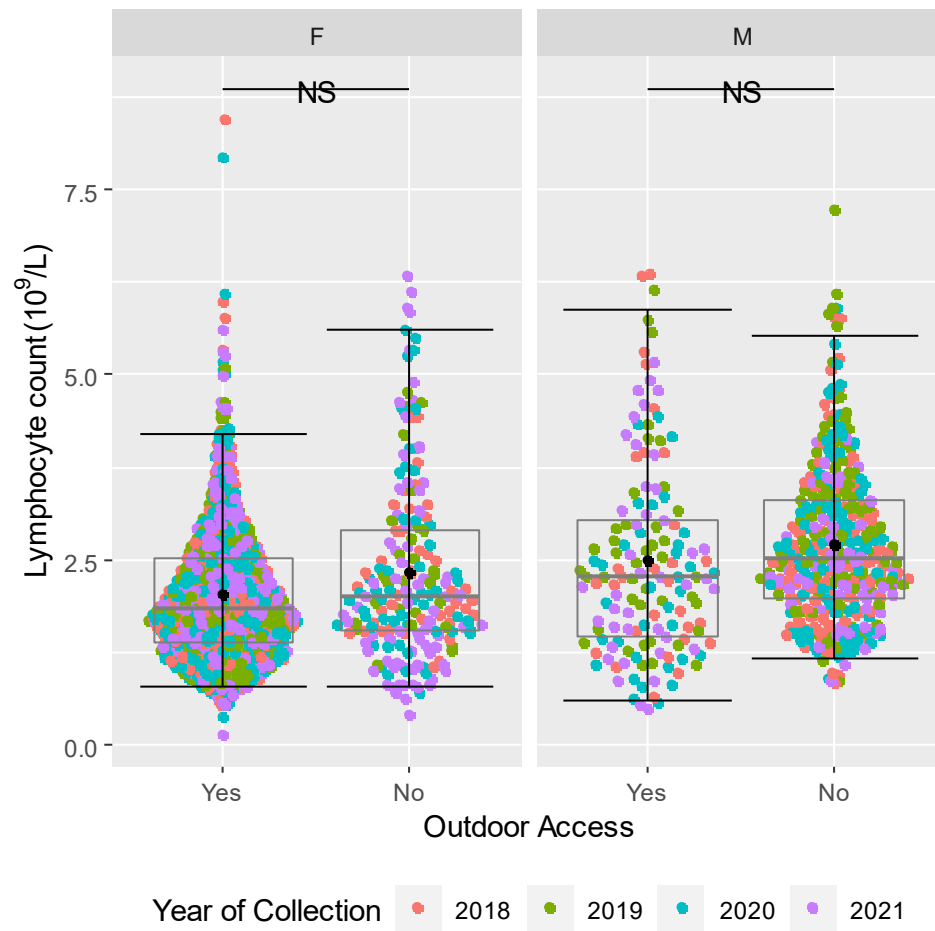 F M
NS NS
7.5
5.0
2.5
0.0
Lymphocyte count (10⁹/L)
Yes No Yes No
Outdoor Access
Year of Collection 2018 2019 2020 2021